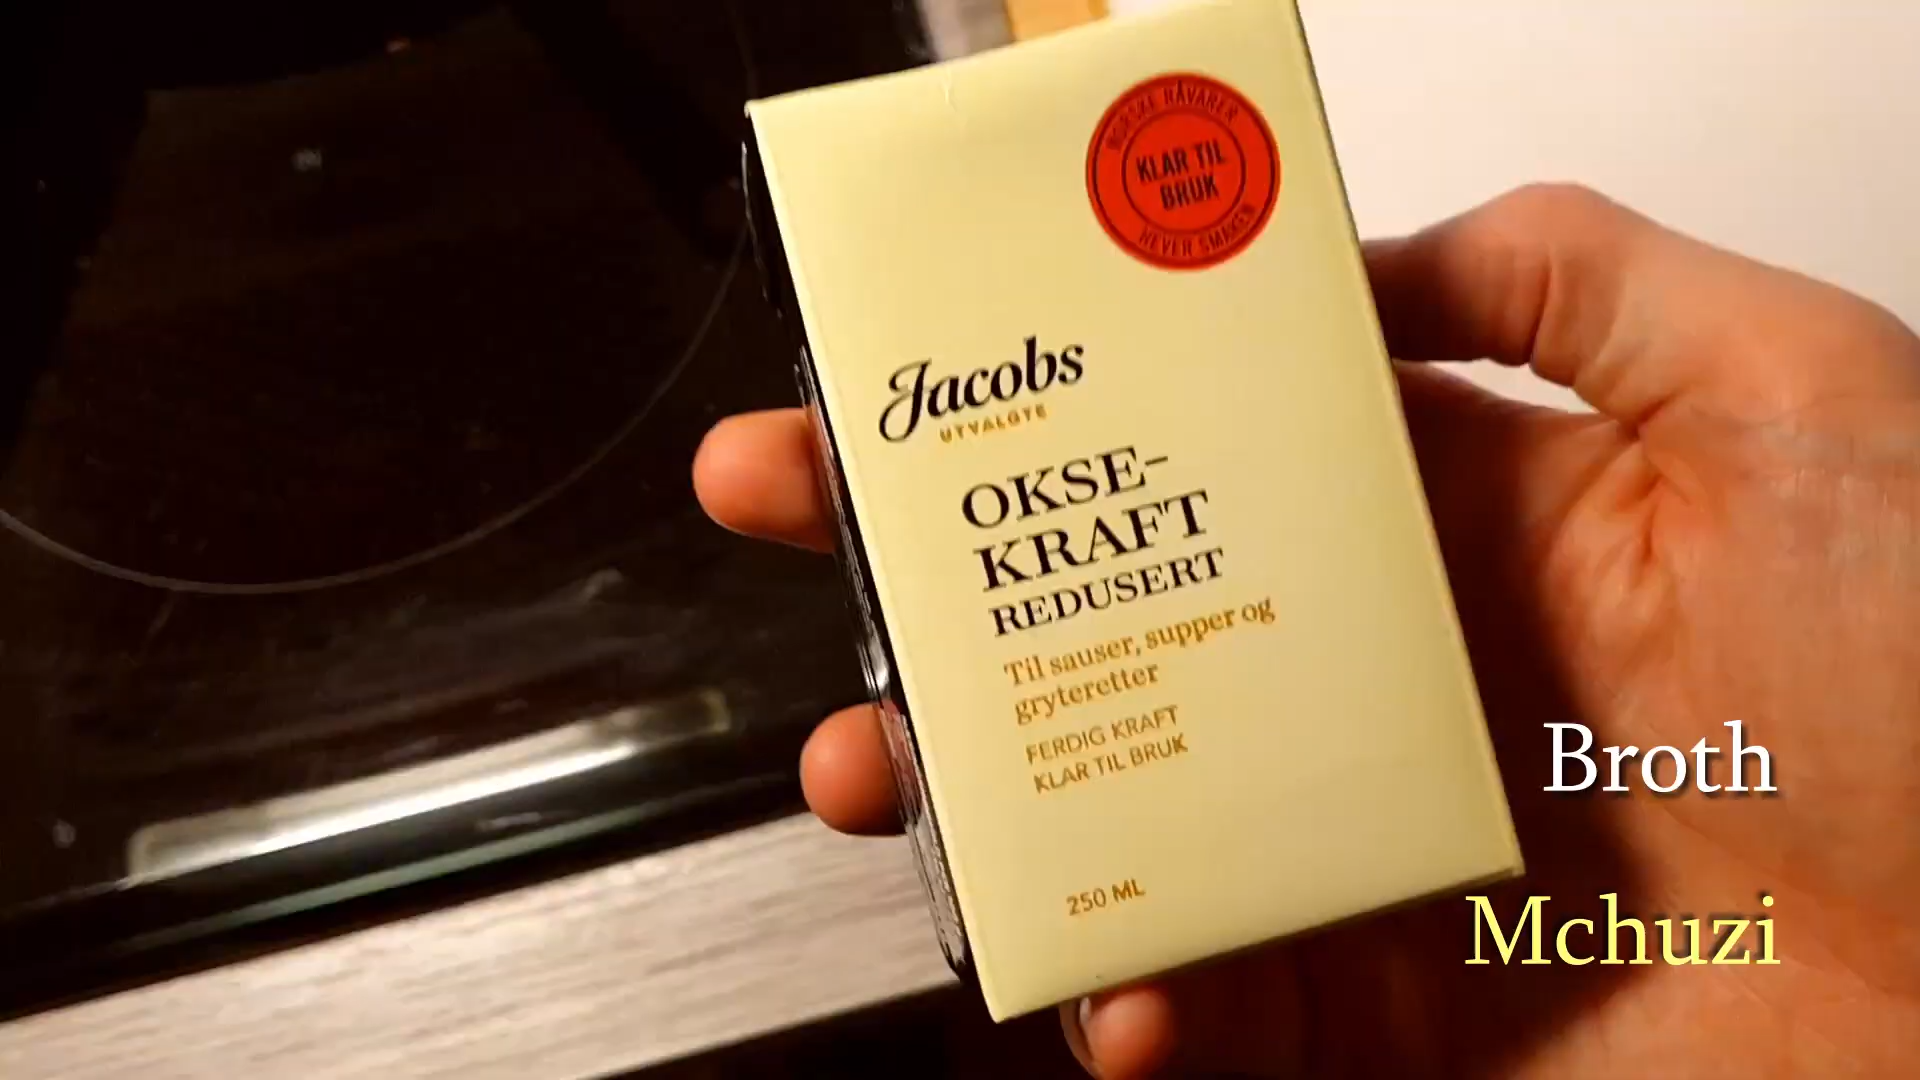 NORSKE RÅVARER
KLAR TIL
BRUK
HEVER SMAKEN
Jacobs
UTVALGTE
OKSE-
KRAFT
REDUSERT
Til sauser, supper og
gryteretter
FERDIG KRAFT
KLAR TIL BRUK
250 ML
Broth
Mchuzi